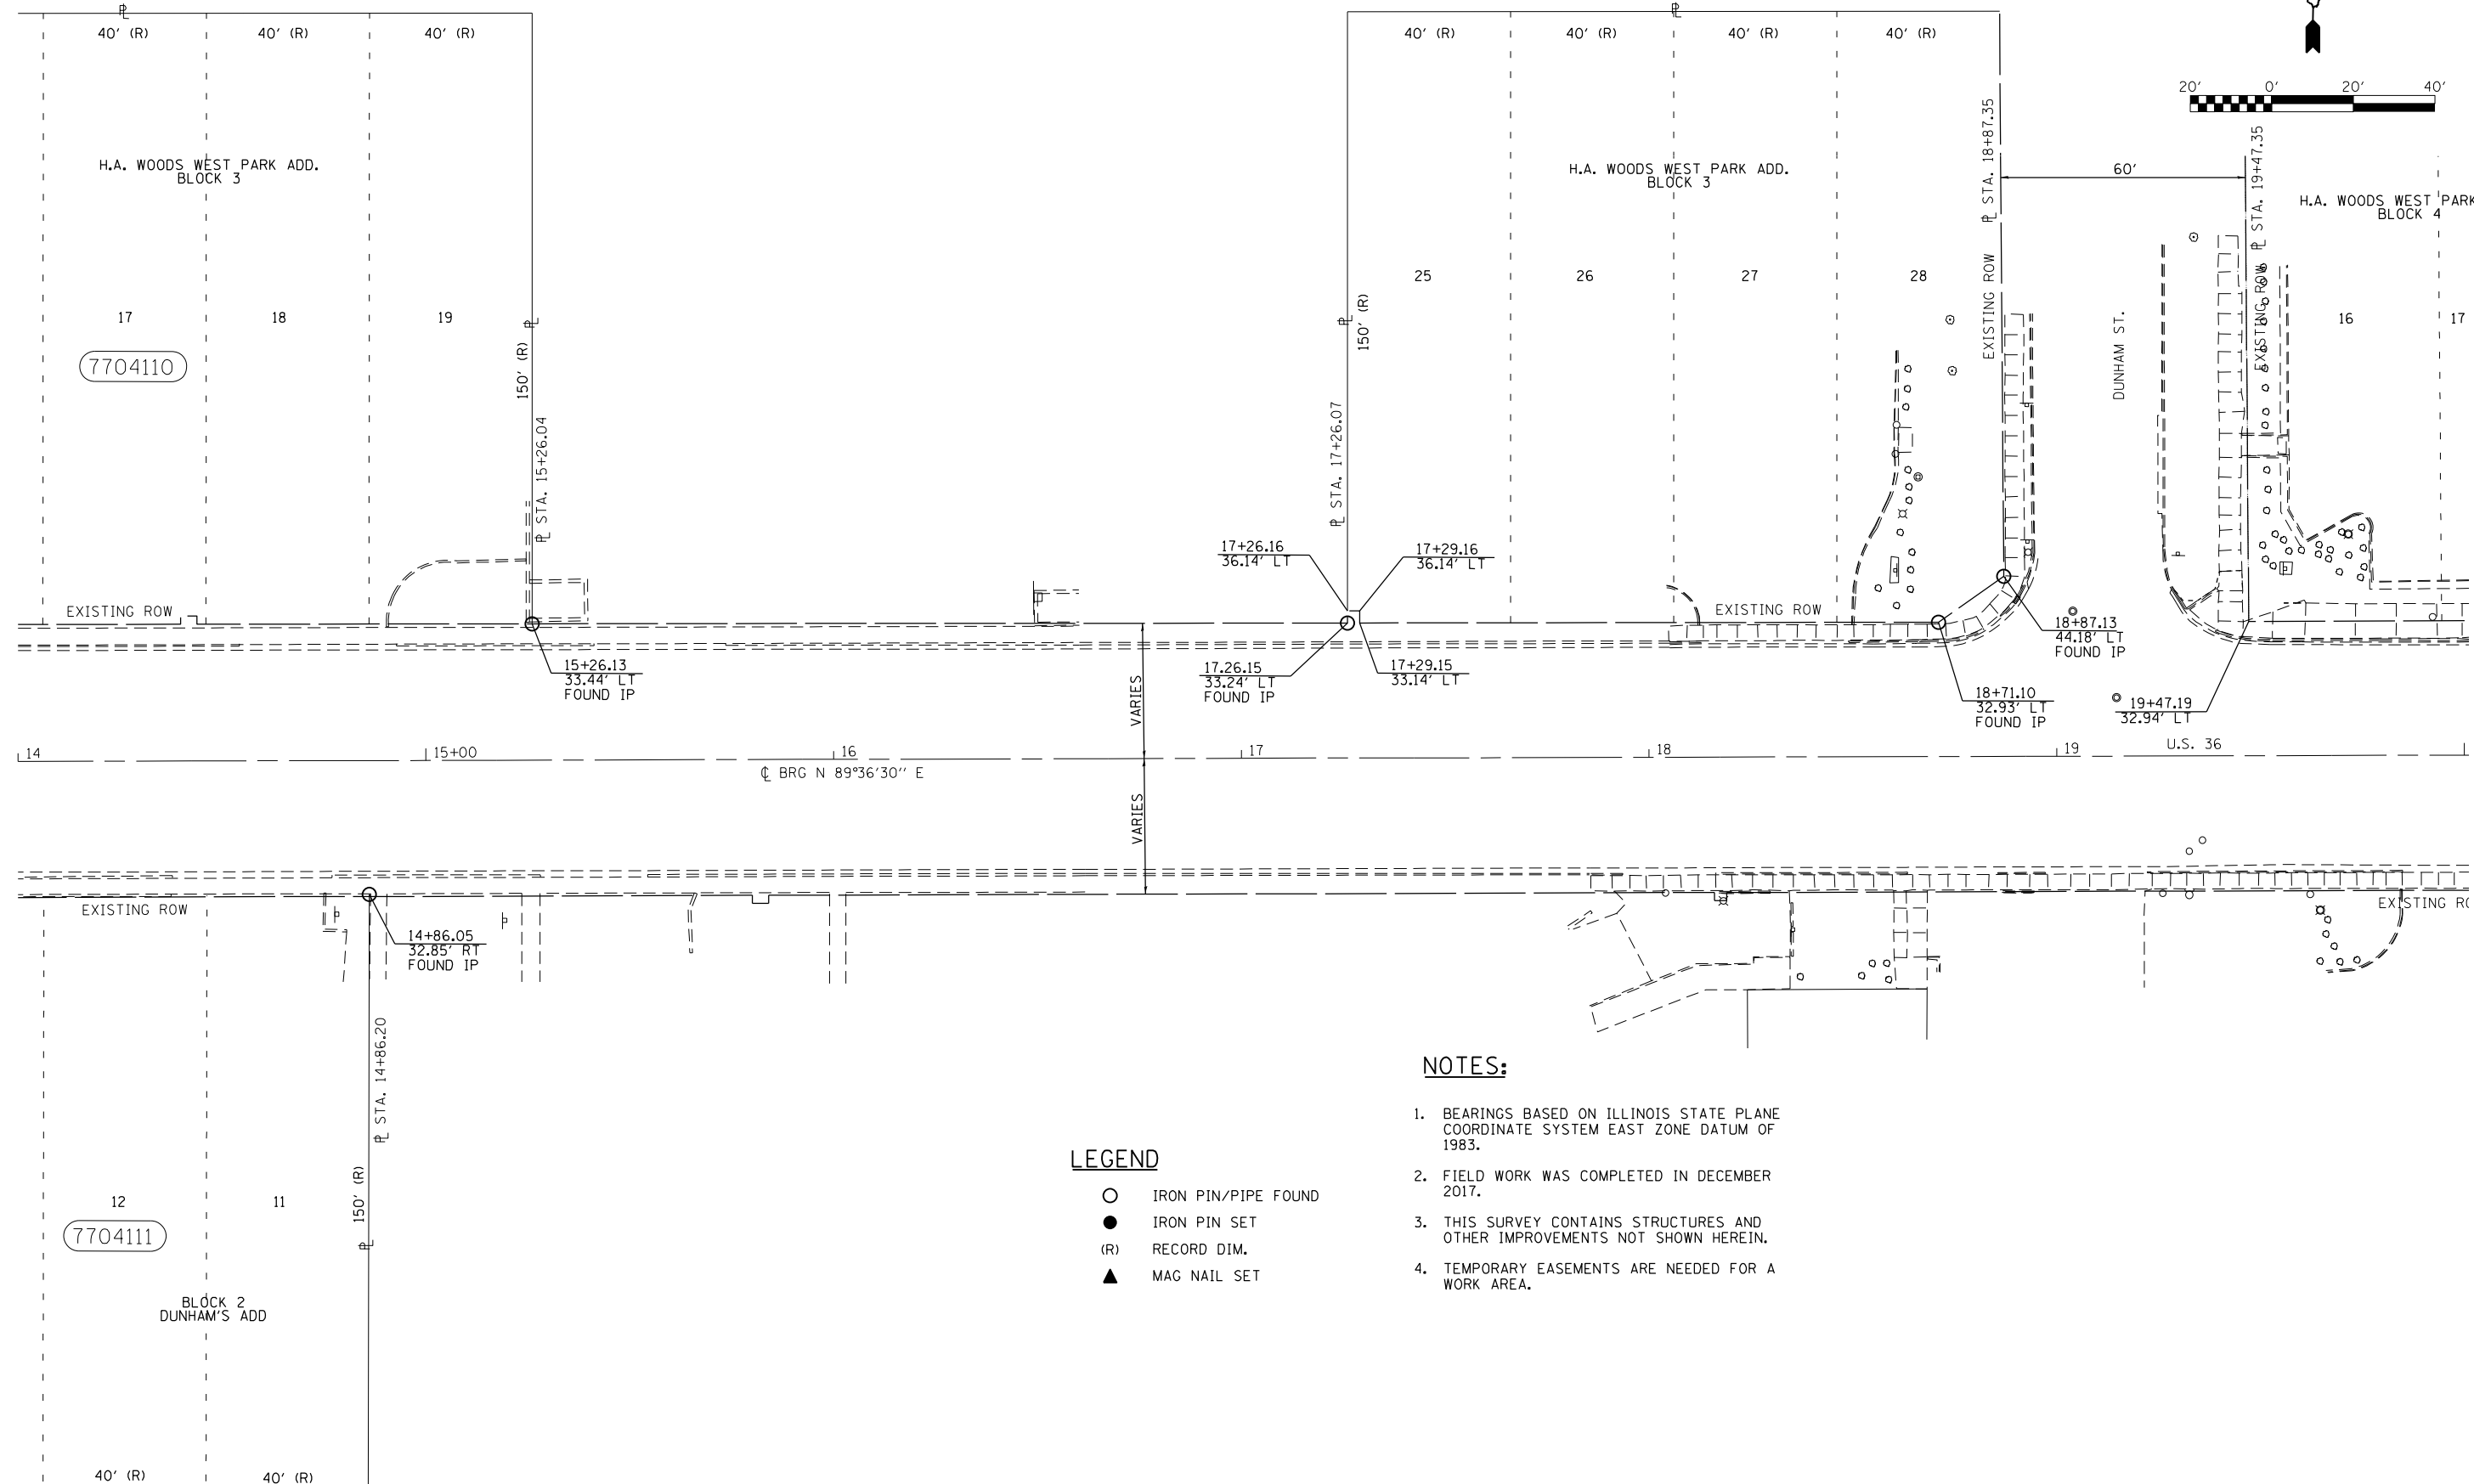 40' (R)
40' (R)
40' (R)
40' (R)
40' (R)
40' (R)
40' (R)
20'
0'
20'
40'
H.A. WOODS WEST PARK ADD.
BLOCK 3
H.A. WOODS WEST PARK ADD.
BLOCK 3
60'
H.A. WOODS WEST PARK
BLOCK 4
EXISTING ROW
℄ STA. 18+87.35
EXISTING ROW
℄ STA. 19+47.35
17
18
19
25
26
27
28
16
17
DUNHAM ST.
7704110
150' (R)
℄ STA. 15+26.04
150' (R)
℄ STA. 17+26.07
17+26.16
36.14' LT
17+29.16
36.14' LT
EXISTING ROW
EXISTING ROW
15+26.13
33.44' LT
FOUND IP
17.26.15
33.24' LT
FOUND IP
17+29.15
33.14' LT
18+87.13
44.18' LT
FOUND IP
18+71.10
32.93' LT
FOUND IP
19+47.19
32.94' LT
VARIES
14
15+00
16
17
18
19
U.S. 36
℄ BRG N 89°36'30'' E
VARIES
EXISTING ROW
EXISTING RO
14+86.05
32.85' RT
FOUND IP
℄ STA. 14+86.20
150' (R)
12
11
7704111
BLOCK 2
DUNHAM'S ADD
40' (R)
40' (R)
LEGEND
IRON PIN/PIPE FOUND
IRON PIN SET
(R) RECORD DIM.
MAG NAIL SET
NOTES:
1. BEARINGS BASED ON ILLINOIS STATE PLANE
COORDINATE SYSTEM EAST ZONE DATUM OF
1983.
2. FIELD WORK WAS COMPLETED IN DECEMBER
2017.
3. THIS SURVEY CONTAINS STRUCTURES AND
OTHER IMPROVEMENTS NOT SHOWN HEREIN.
4. TEMPORARY EASEMENTS ARE NEEDED FOR A
WORK AREA.